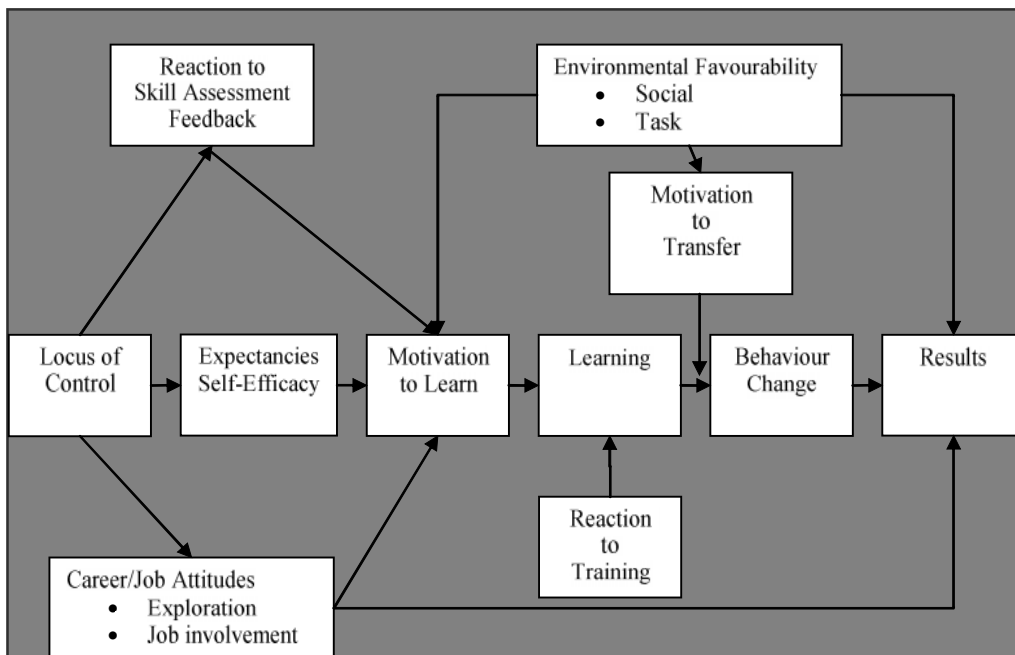 Reaction to
Skill Assessment
Feedback
Environmental Favourability
• Social
• Task
Motivation
to
Transfer
Locus of
Control
Expectancies
Self-Efficacy
Motivation
to Learn
Learning
Behaviour
Change
Results
Reaction
to
Training
Career/Job Attitudes
• Exploration
• Job involvement